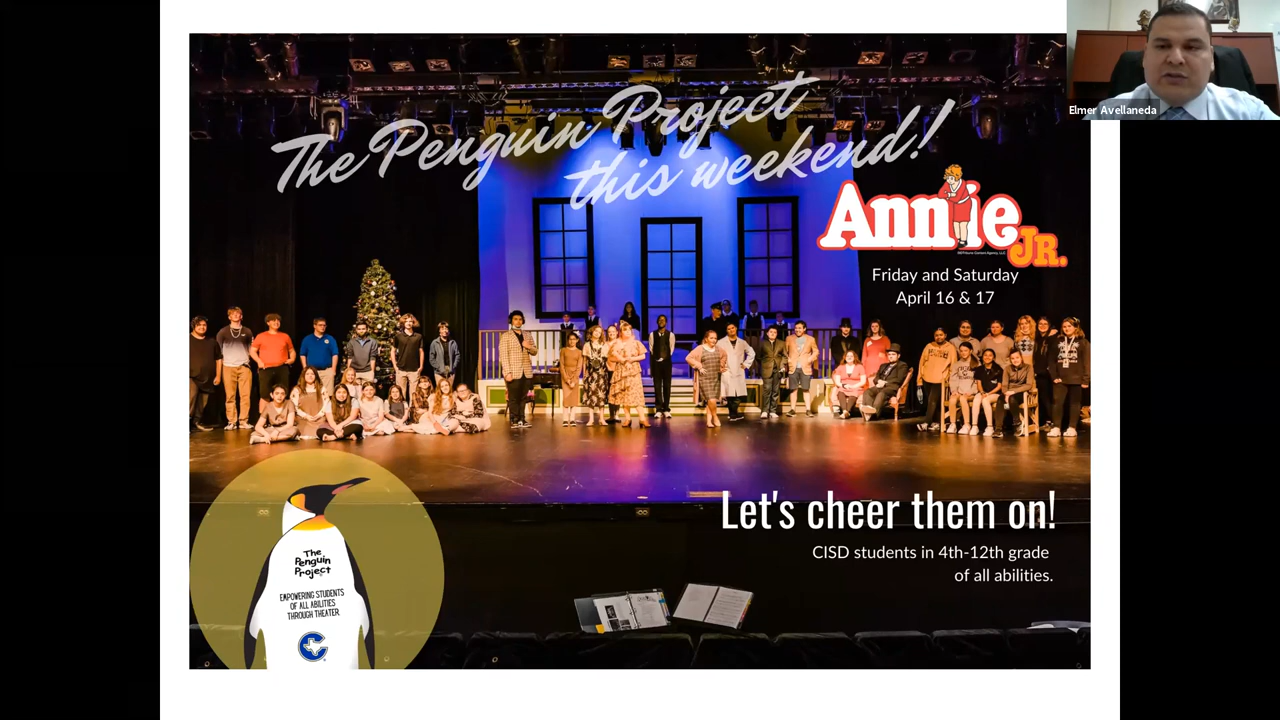 Elmer Avellaneda
The Penguin Project
this weekend!
Annie
JR.
Friday and Saturday
April 16 & 17
Let's cheer them on!
CISD students in 4th-12th grade
of all abilities.
The
Penguin
Project
EMPOWERING STUDENTS
OF ALL ABILITIES
THROUGH THEATER.
C